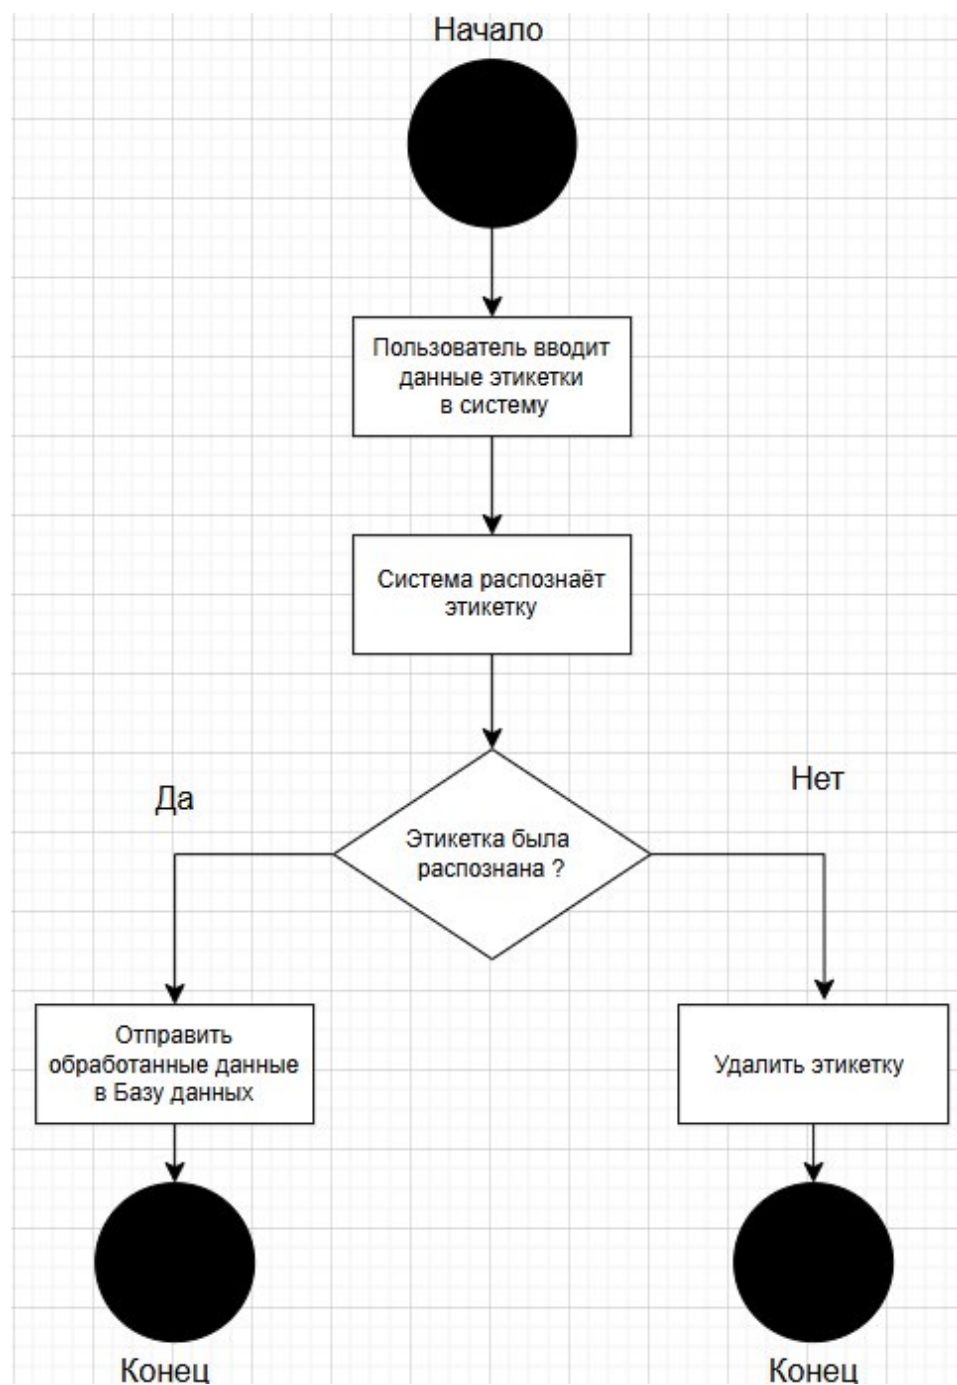 Начало
Пользователь вводит
данные этикетки
в систему
Система распознаёт
этикетку
Да
Нет
Этикетка была
распознана ?
Отправить
обработанные данные
в Базу данных
Удалить этикетку
Конец
Конец